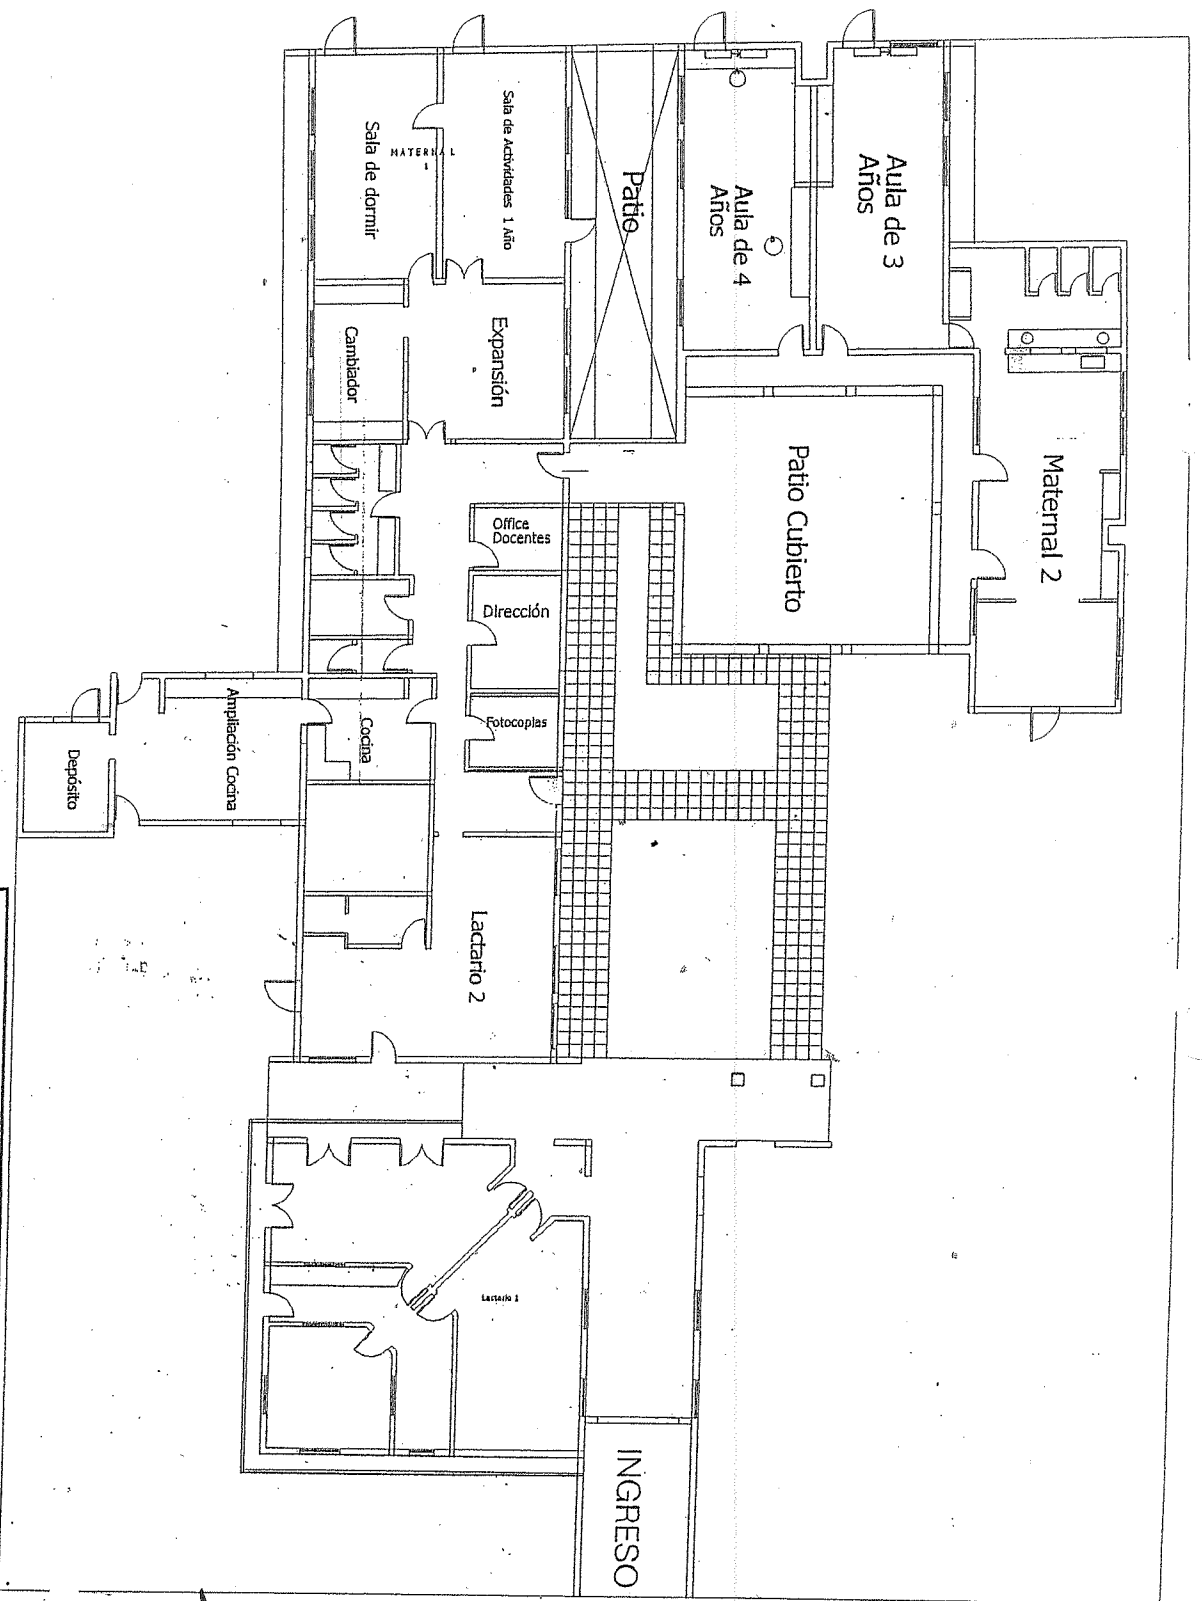 Sala de dormir
MATERNAL
1
Sala de Actividades 1 Año
Patio
Aula de 4
Años
Aula de 3
Años
Cambiador
Expansión
Patio Cubierto
Maternal 2
Office
Docentes
Dirección
Fotocopias
Cocina
Ampliación Cocina
Depósito
Lactario 2
Lactario 1
INGRESO